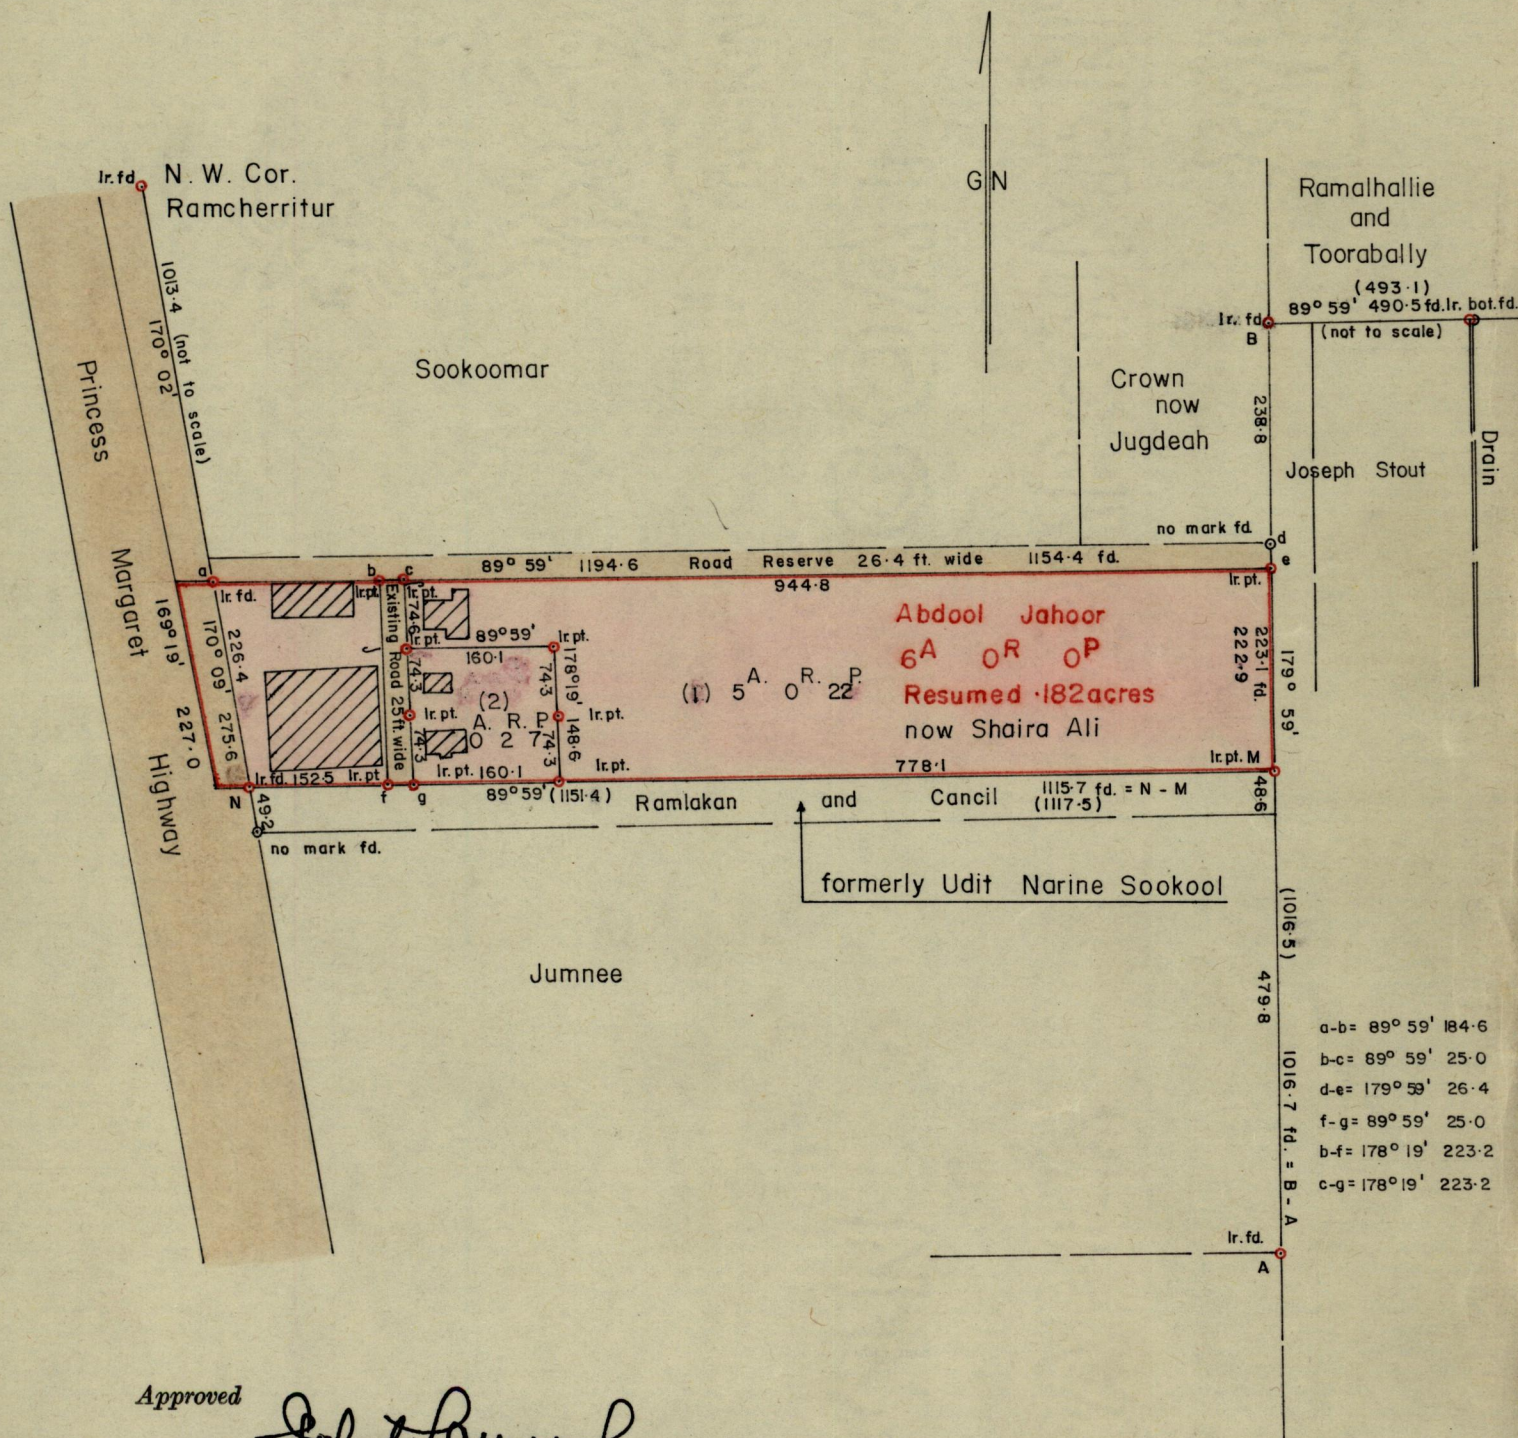 G N
Ir. fd.
N. W. Cor.
Ramcherritur
1013·4 (not to scale)
170° 02'
Princess
Margaret
Highway
Sookoomar
Crown
now
Jugdeah
Ramalhallie
and
Toorabally
(493·1)
89° 59' 490·5 fd. Ir. bot. fd.
(not to scale)
Ir. fd.
B
238·8
Joseph Stout
Drain
no mark fd.
d
e
a
b
c
89° 59' 1194·6 Road Reserve 26·4 ft. wide 1154·4 fd.
944·8
Ir. pt.
Ir. fd.
Ir. pt.
Ir. pt.
169° 19'
227·0
170° 09'
226·4
275·6
Existing Road 25 ft. wide
74·6
Ir. pt.
89° 59'
Ir. pt.
160·1
74·3
74·3
178° 19'
148·6
(2)
A. R. P.
0 2 7
Ir. pt.
Ir. pt.
74·3
74·3
(1) 5 A. 0 R. 22 P.
Abdool Jahoor
6A 0R 0P
Resumed ·182acres
now Shaira Ali
223·1 fd.
222·9
179° 59'
Ir. pt. M
N
Ir. fd. 152·5 Ir. pt.
f
g
Ir. pt. 160·1
Ir. pt.
778·1
89° 59' (1151·4)
Ramlakan and Cancil
1115·7 fd. = N - M
(1117·5)
48·6
49·2
no mark fd.
formerly Udit Narine Sookool
Jumnee
(1016·5)
479·8
1016·7 fd. = B - A
a-b= 89° 59' 184·6
b-c= 89° 59' 25·0
d-e= 179° 59' 26·4
f-g= 89° 59' 25·0
b-f= 178° 19' 223·2
c-g= 178° 19' 223·2
Ir. fd.
A
Approved